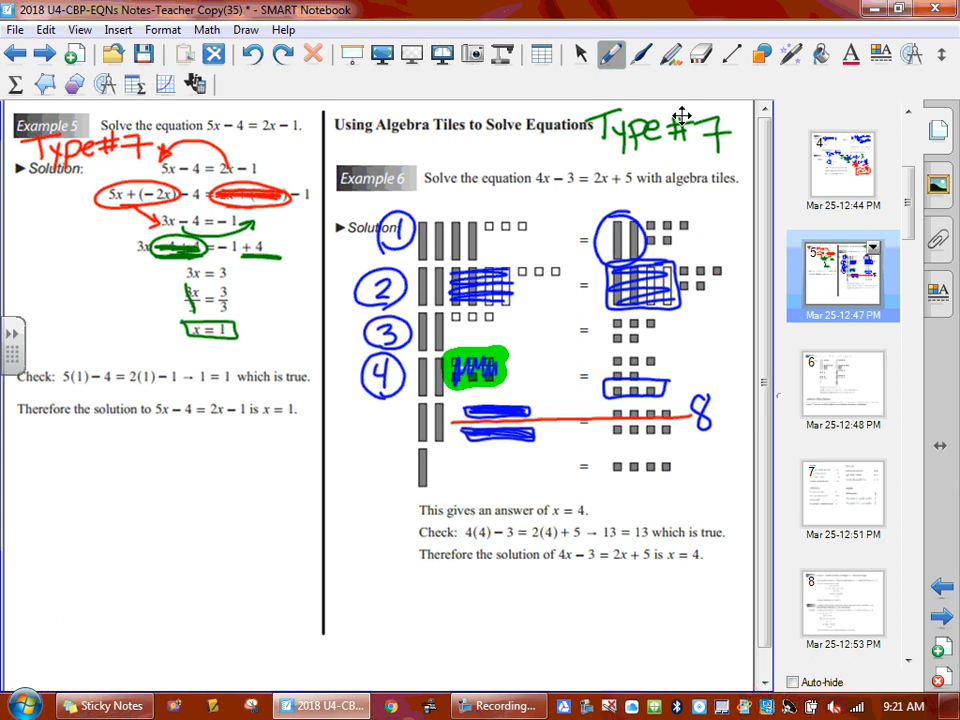 2018 U4-CBP-EQNs Notes-Teacher Copy(35) * - SMART Notebook
File Edit View Insert Format Math Draw Help
Example 5 Solve the equation 5x – 4 = 2x – 1.
Type #7
►Solution:
5x – 4 = 2x – 1
5x + (– 2x) – 4 = – 1
3x – 4 = – 1
3x = – 1 + 4
3x = 3
3x/3 = 3/3
x = 1
Check: 5(1) – 4 = 2(1) – 1 → 1 = 1 which is true.
Therefore the solution to 5x – 4 = 2x – 1 is x = 1.
Using Algebra Tiles to Solve Equations
Type #7
Example 6 Solve the equation 4x – 3 = 2x + 5 with algebra tiles.
►Solution:
1 =
2 =
3 =
4 =
= 8
=
This gives an answer of x = 4.
Check: 4(4) – 3 = 2(4) + 5 → 13 = 13 which is true.
Therefore the solution of 4x – 3 = 2x + 5 is x = 4.
4
Mar 25-12:44 PM
5
Mar 25-12:47 PM
6
Mar 25-12:48 PM
7
Mar 25-12:51 PM
8
Mar 25-12:53 PM
Auto-hide
Sticky Notes
2018 U4-CB...
Recording...
9:21 AM